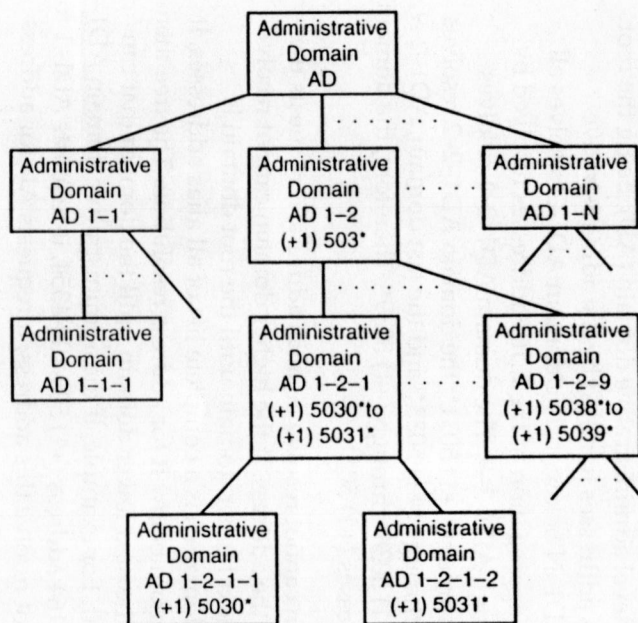 Administrative
Domain
AD
Administrative
Domain
AD 1–1
Administrative
Domain
AD 1–2
(+1) 503*
Administrative
Domain
AD 1–N
Administrative
Domain
AD 1–1–1
Administrative
Domain
AD 1–2–1
(+1) 5030*to
(+1) 5031*
Administrative
Domain
AD 1–2–9
(+1) 5038*to
(+1) 5039*
Administrative
Domain
AD 1–2–1–1
(+1) 5030*
Administrative
Domain
AD 1–2–1–2
(+1) 5031*